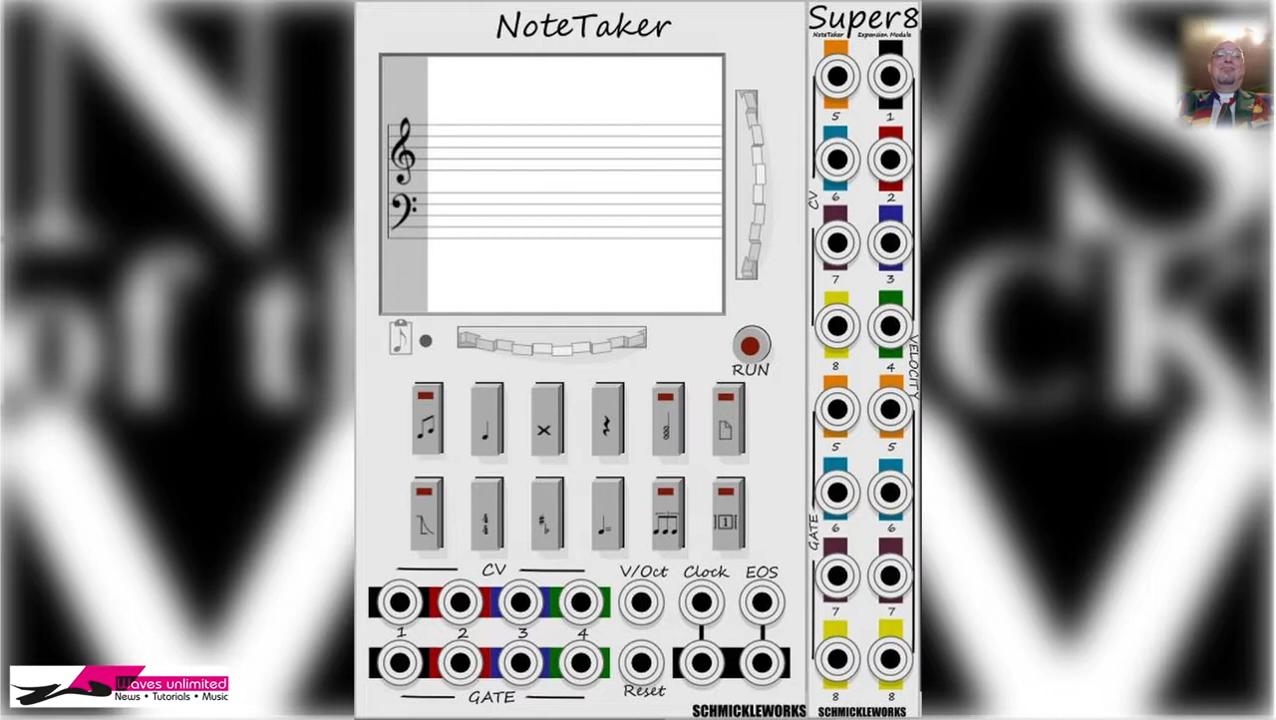 NoteTaker
Super8
NoteTaker Expansion Module
5 1
6 2
CV
7 3
8 4
VELOCITY
RUN
5 5
6 6
GATE
7 7
8 8
CV V/Oct Clock EOS
1 2 3 4
GATE Reset
SCHMICKLEWORKS SCHMICKLEWORKS
Waves unlimited
News • Tutorials • Music